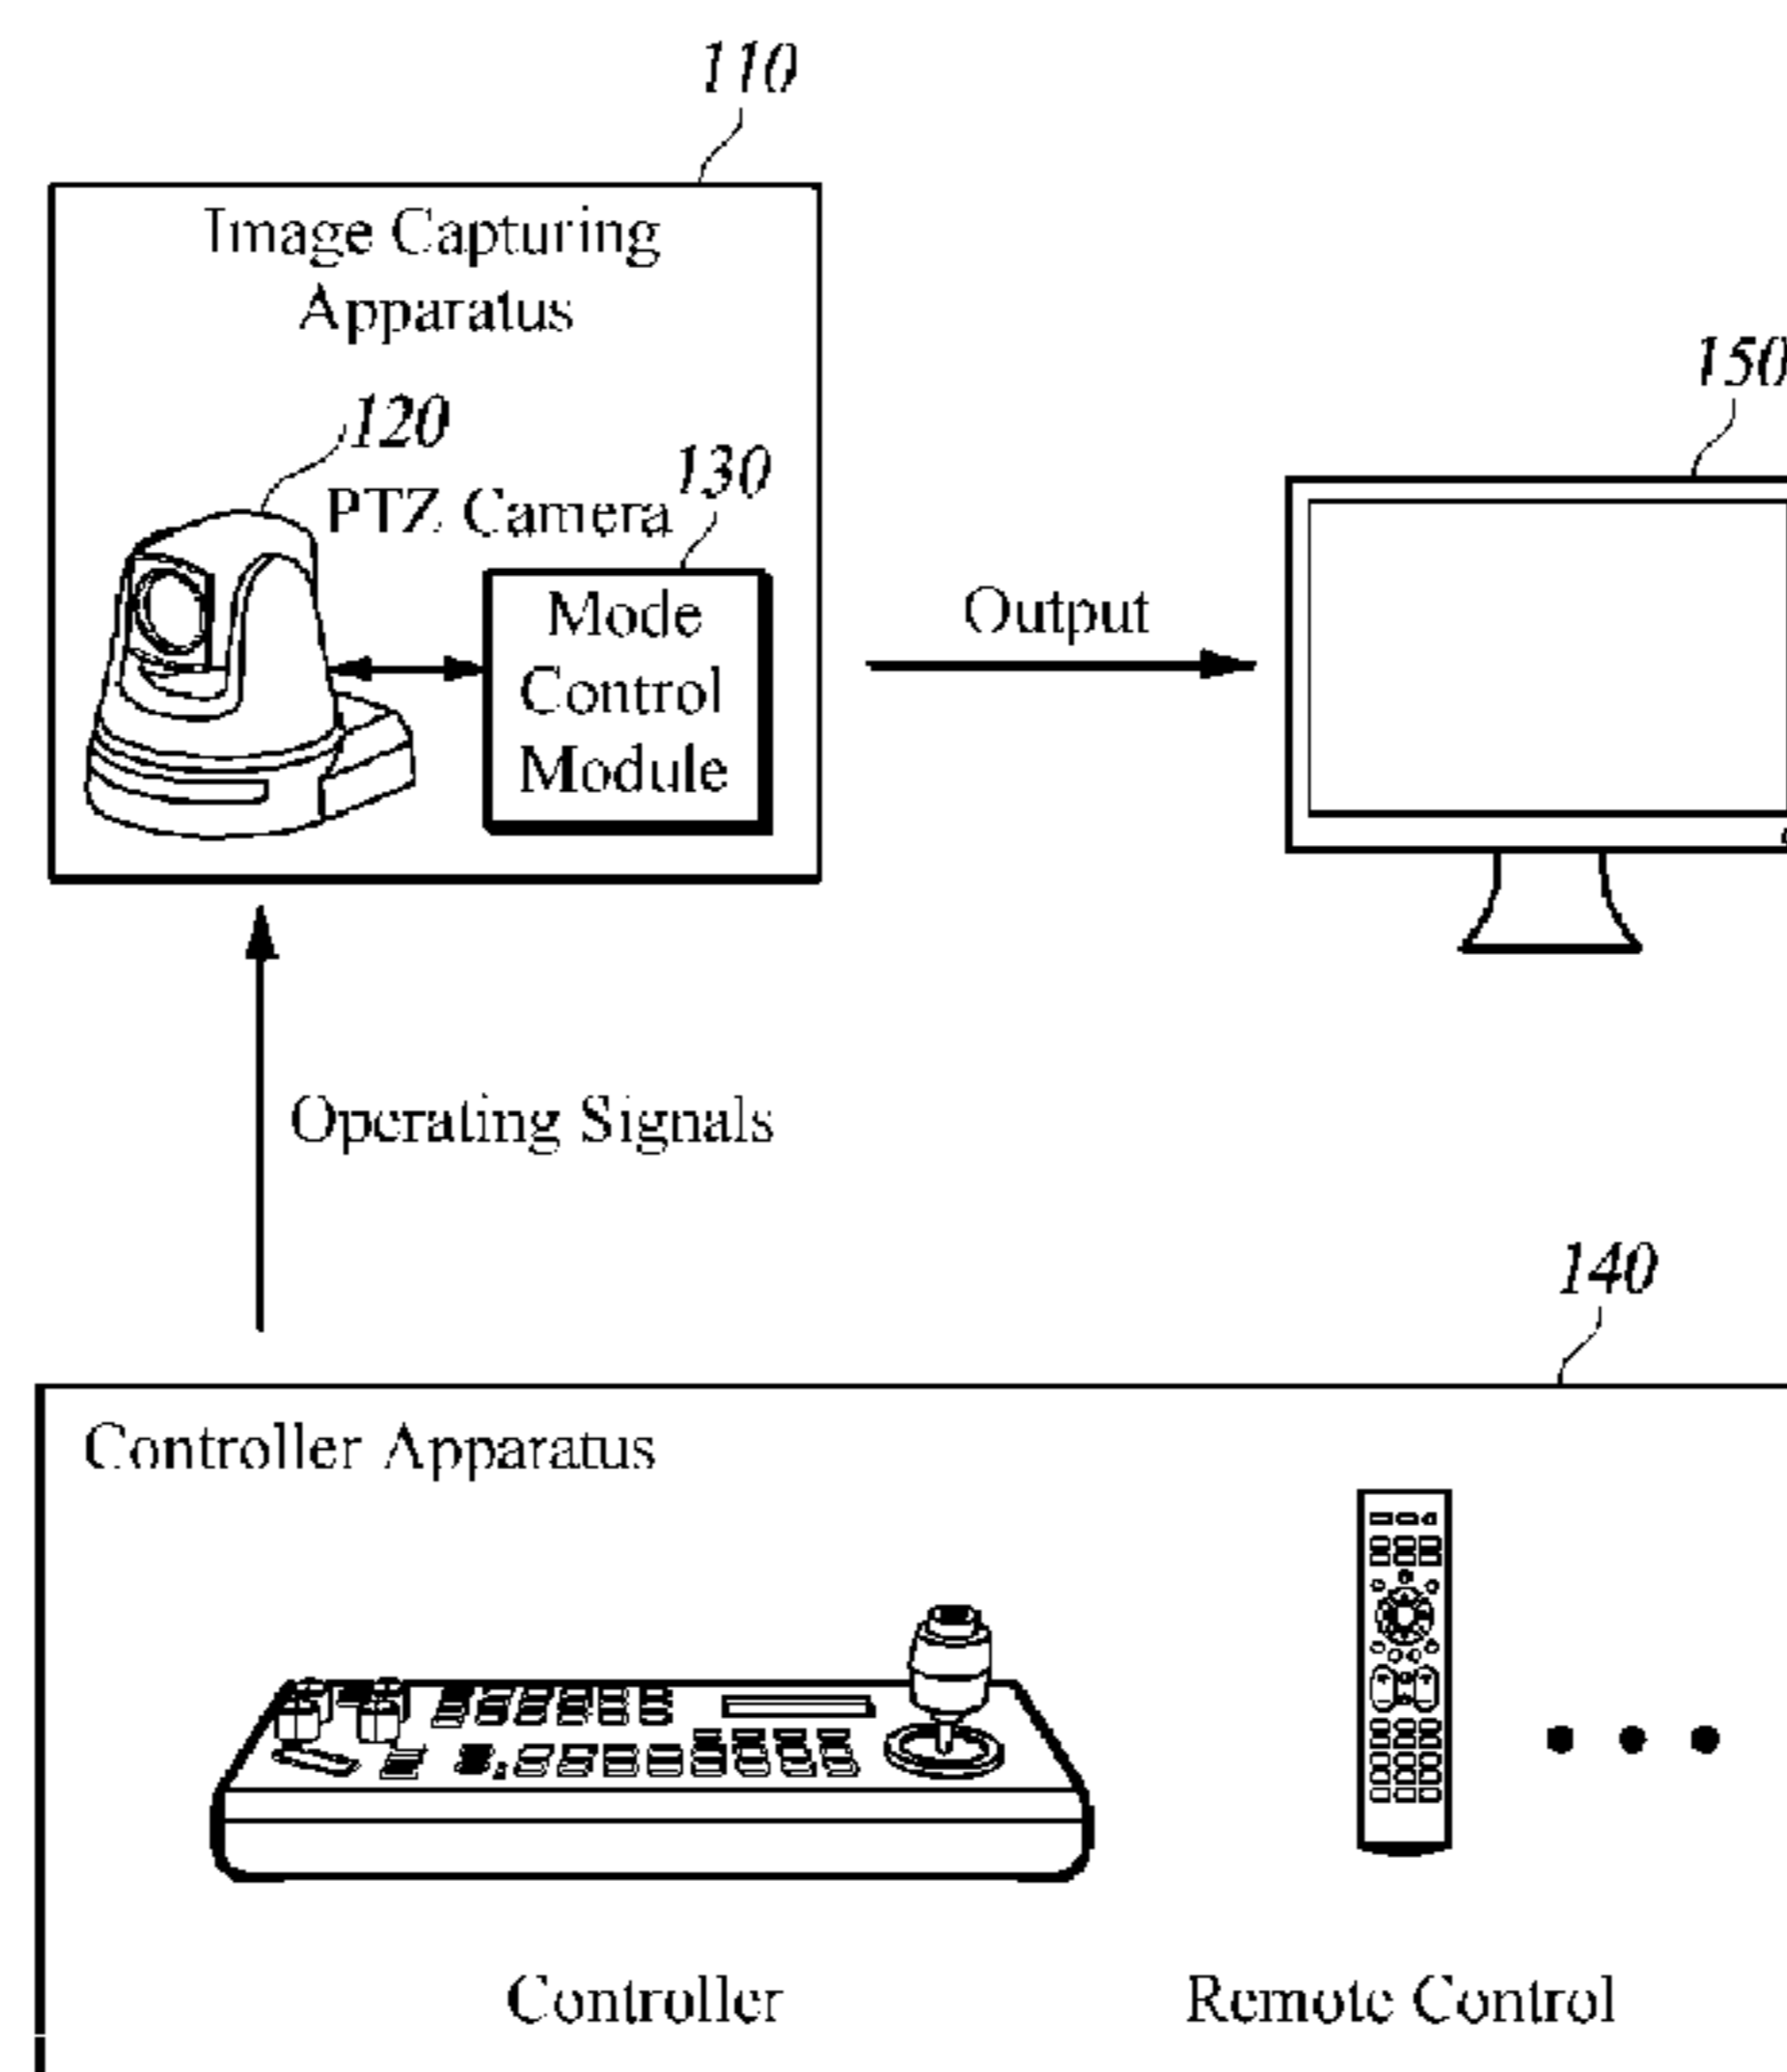 110
Image Capturing
Apparatus
150
120
130
PTZ Camera
Mode
Control
Module
Output
Operating Signals
140
Controller Apparatus
Controller
Remote Control